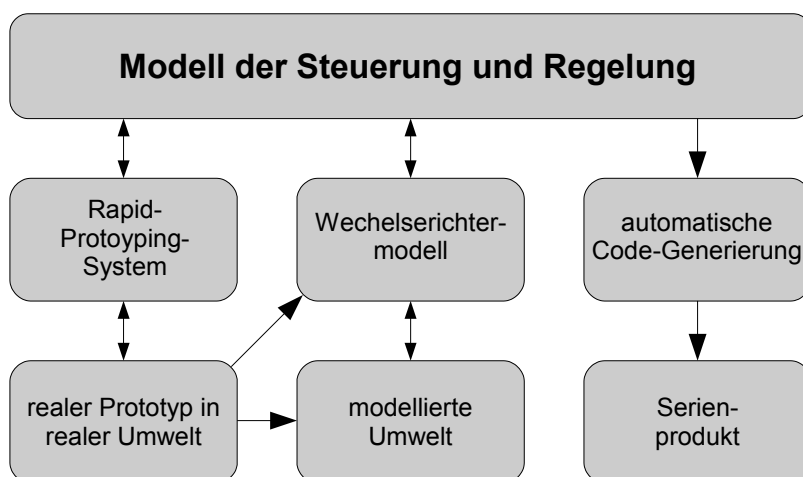 Modell der Steuerung und Regelung
Rapid-
Protoyping-
System
Wechelserichter-
modell
automatische
Code-Generierung
realer Prototyp in
realer Umwelt
modellierte
Umwelt
Serien-
produkt